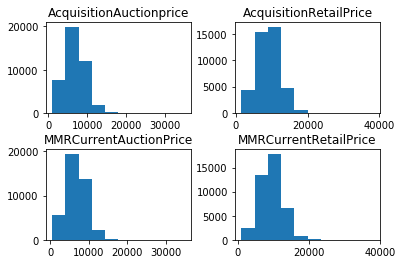 AcquisitionAuctionprice
AcquisitionRetailPrice
20000
10000
0
0 10000 20000 30000
15000
10000
5000
0
0 20000 40000
MMRCurrentAuctionPrice
MMRCurrentRetailPrice
20000
10000
0
0 10000 20000 30000
15000
10000
5000
0
0 20000 40000